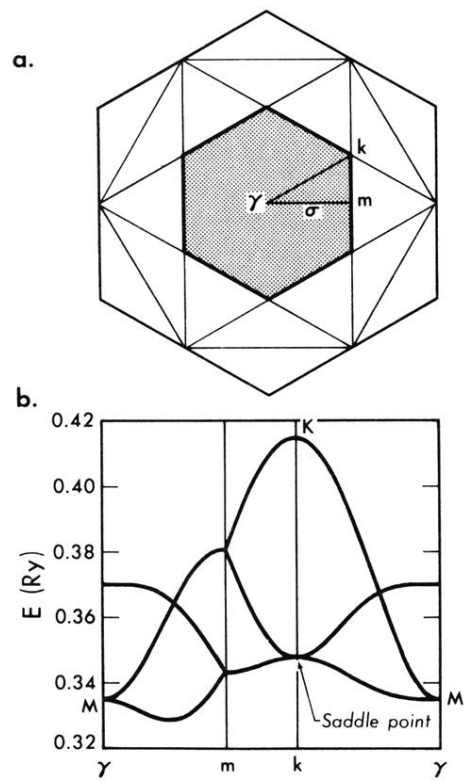 a.
k
γ
σ
m
b.
0.42
K
0.40
0.38
E (Ry)
0.36
0.34
M
M
Saddle point
0.32
γ
m
k
γ